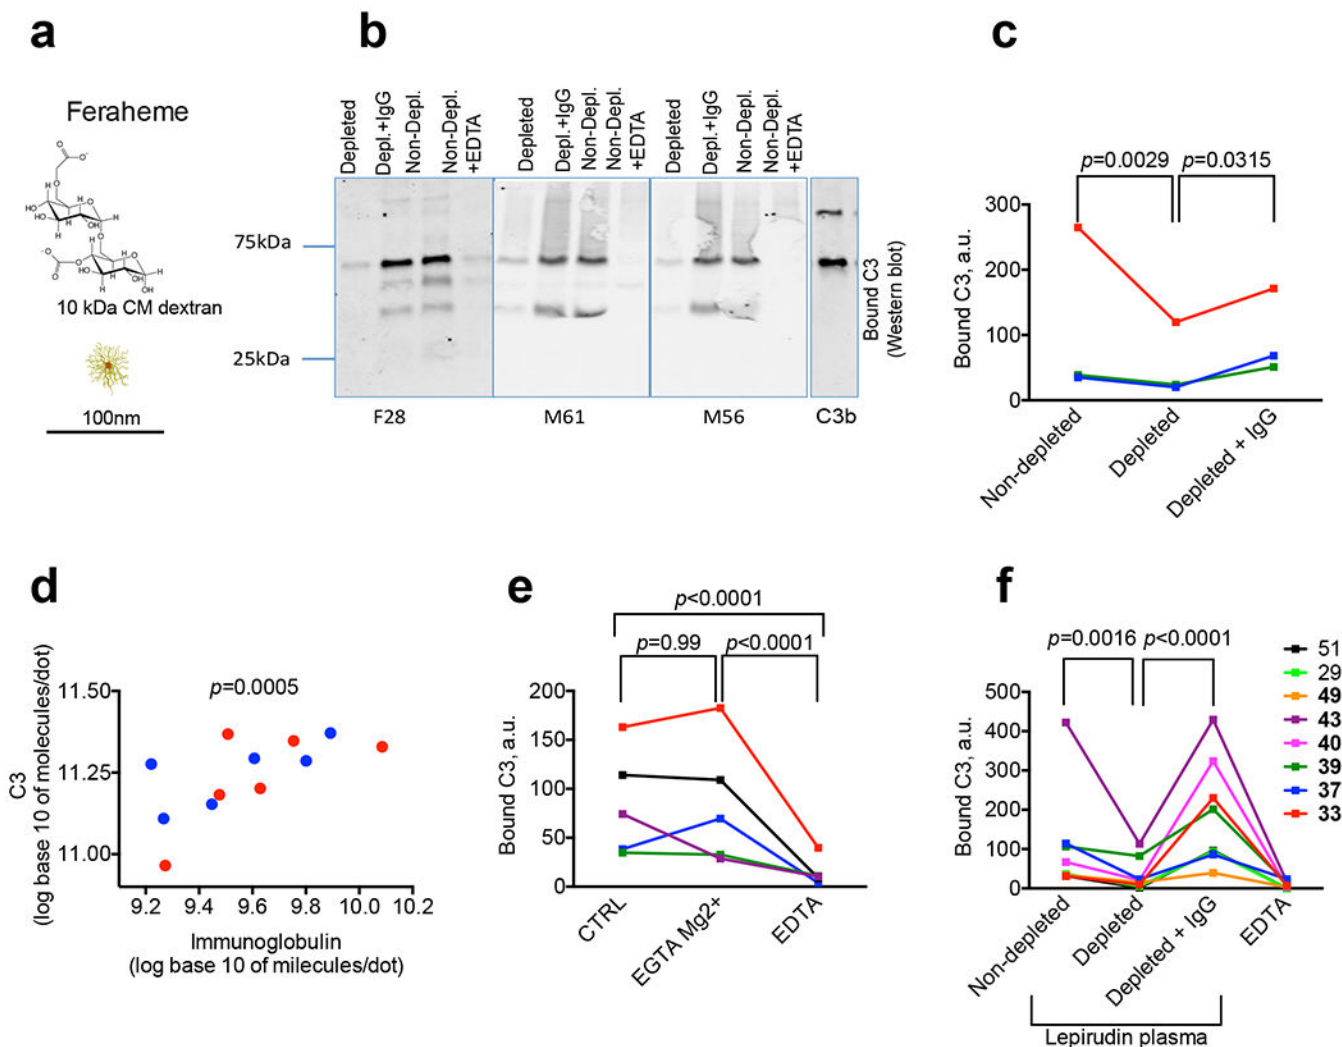 a
Feraheme
O
O⁻
O
H
H
O
HO
HO
H
H
OH
H
O
O⁻
O
O
H
H
O
HO
HO
H
H
H
OH
OH
10 kDa CM dextran
100nm
b
Depleted
Depl.+IgG
Non-Depl.
Non-Depl.
+EDTA
Depleted
Depl.+IgG
Non-Depl.
Non-Depl.
+EDTA
Depleted
Depl.+IgG
Non-Depl.
Non-Depl.
+EDTA
75kDa
25kDa
Bound C3
(Western blot)
F28
M61
M56
C3b
c
p=0.0029
p=0.0315
Bound C3, a.u.
300
200
100
0
Non-depleted
Depleted
Depleted + IgG
d
C3
(log base 10 of molecules/dot)
p=0.0005
11.50
11.25
11.00
9.2
9.4
9.6
9.8
10.0
10.2
Immunoglobulin
(log base 10 of milecules/dot)
e
p<0.0001
p=0.99
p<0.0001
Bound C3, a.u.
200
150
100
50
0
CTRL
EGTA Mg2+
EDTA
f
p=0.0016
p<0.0001
Bound C3, a.u.
500
400
300
200
100
0
Non-depleted
Depleted
Depleted + IgG
EDTA
Lepirudin plasma
51
29
49
43
40
39
37
33